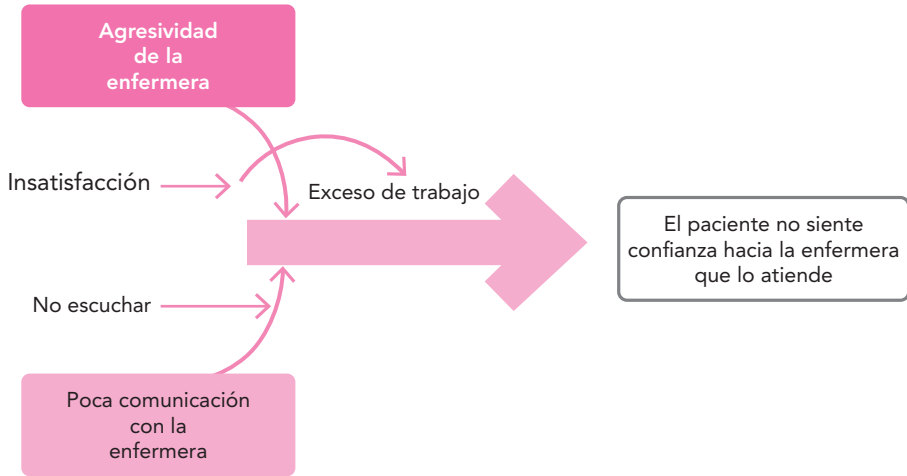 Agresividad
de la
enfermera
Insatisfacción
Exceso de trabajo
El paciente no siente
confianza hacia la enfermera
que lo atiende
No escuchar
Poca comunicación
con la
enfermera